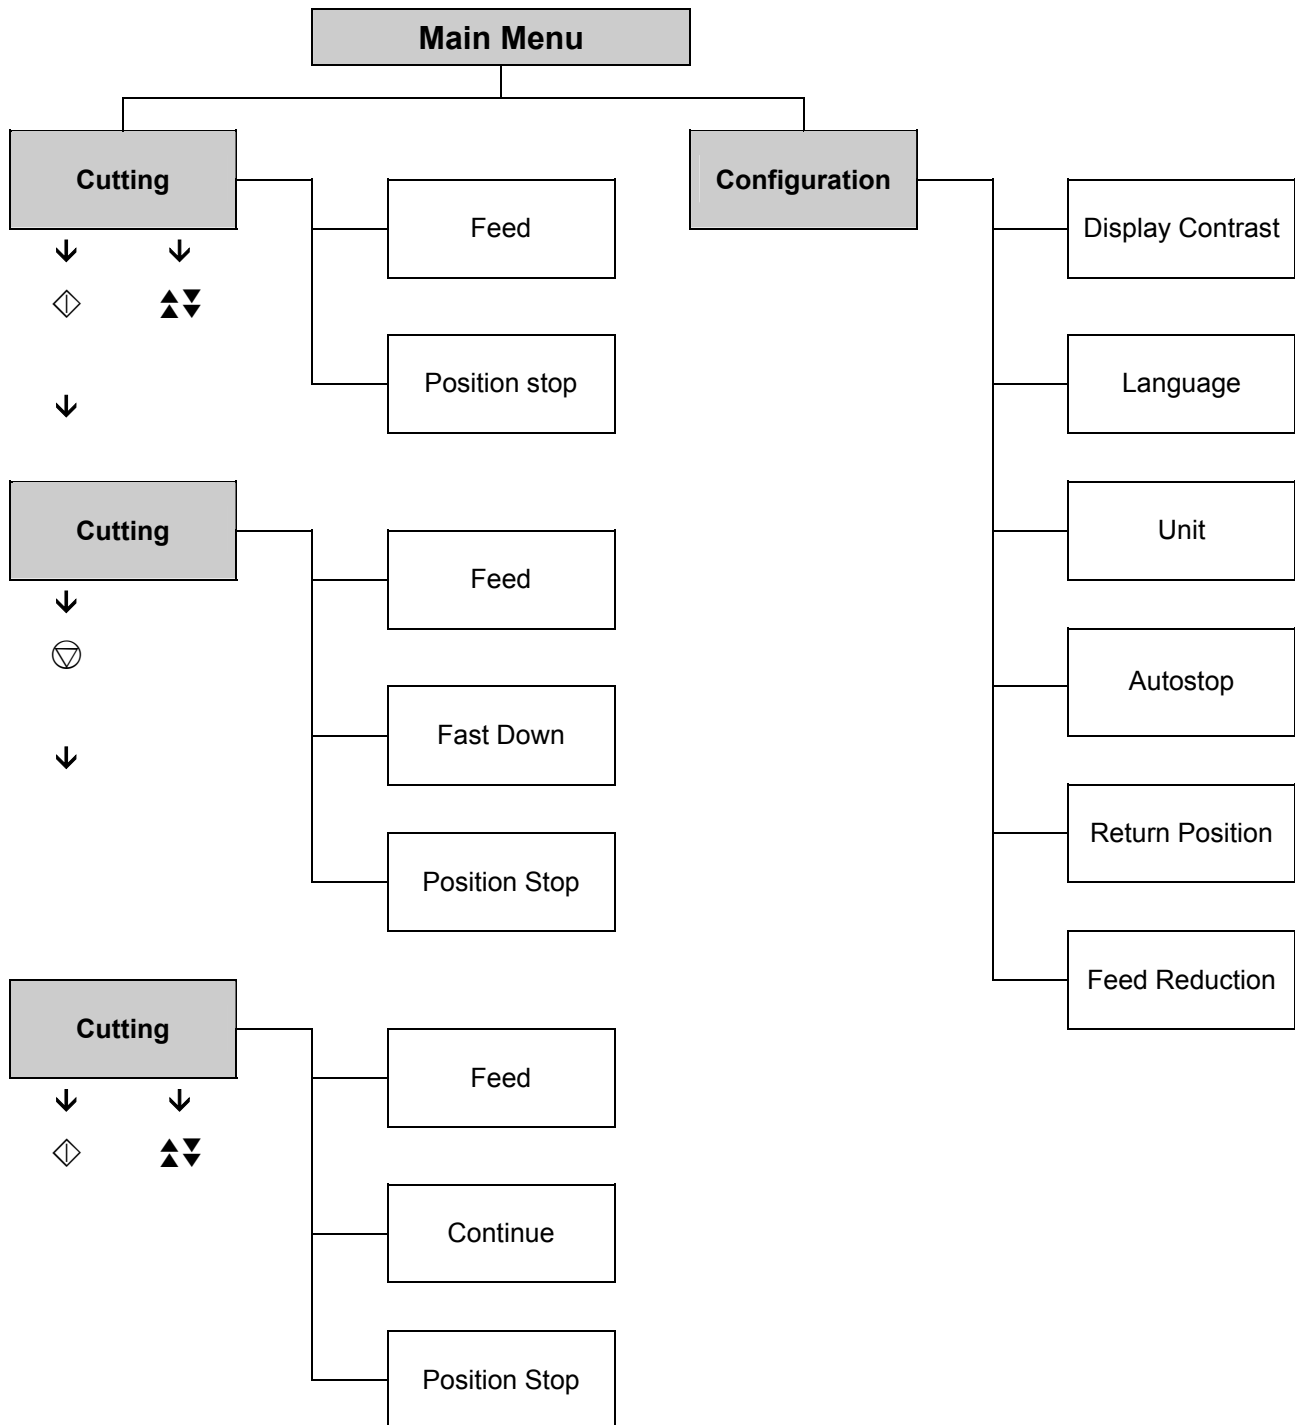 Main Menu
Cutting
Feed
Position stop
Cutting
Feed
Fast Down
Position Stop
Cutting
Feed
Continue
Position Stop
Configuration
Display Contrast
Language
Unit
Autostop
Return Position
Feed Reduction